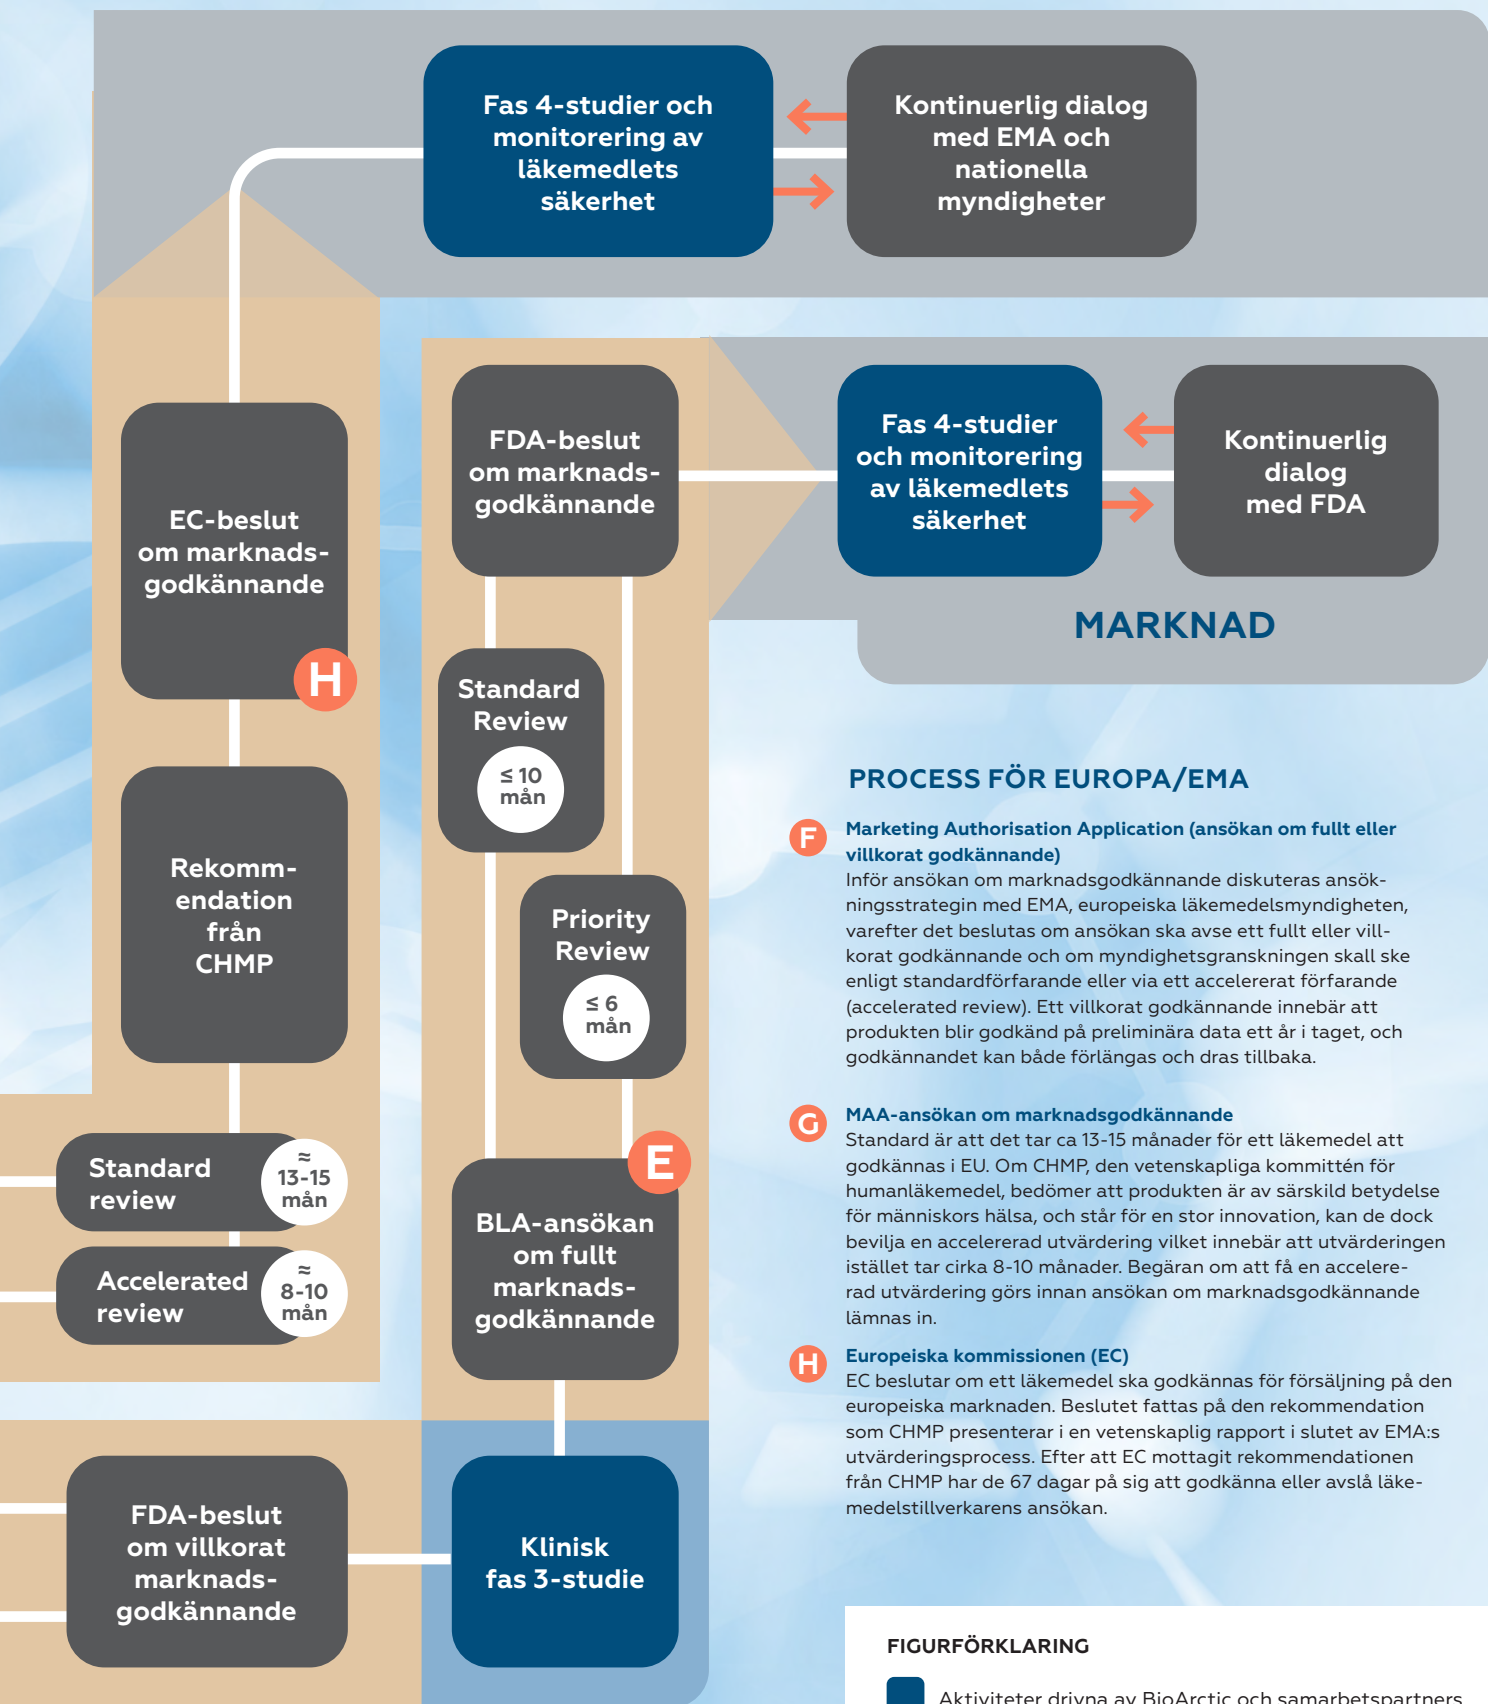 Fas 4-studier och
monitorering av
läkemedlets
säkerhet
Kontinuerlig dialog
med EMA och
nationella
myndigheter
EC-beslut
om marknads-
godkännande
H
Rekomm-
endation
från
CHMP
Standard
review
≈
13-15
mån
Accelerated
review
≈
8-10
mån
FDA-beslut
om marknads-
godkännande
Standard
Review
≤ 10
mån
Priority
Review
≤ 6
mån
E
BLA-ansökan
om fullt
marknads-
godkännande
FDA-beslut
om villkorat
marknads-
godkännande
Klinisk
fas 3-studie
Fas 4-studier
och monitorering
av läkemedlets
säkerhet
Kontinuerlig
dialog
med FDA
MARKNAD
PROCESS FÖR EUROPA/EMA
F
Marketing Authorisation Application (ansökan om fullt eller
villkorat godkännande)
Inför ansökan om marknadsgodkännande diskuteras ansök-
ningsstrategin med EMA, europeiska läkemedelsmyndigheten,
varefter det beslutas om ansökan ska avse ett fullt eller vill-
korat godkännande och om myndighetsgranskningen skall ske
enligt standardförfarande eller via ett accelererat förfarande
(accelerated review). Ett villkorat godkännande innebär att
produkten blir godkänd på preliminära data ett år i taget, och
godkännandet kan både förlängas och dras tillbaka.
G
MAA-ansökan om marknadsgodkännande
Standard är att det tar ca 13-15 månader för ett läkemedel att
godkännas i EU. Om CHMP, den vetenskapliga kommittén för
humanläkemedel, bedömer att produkten är av särskild betydelse
för människors hälsa, och står för en stor innovation, kan de dock
bevilja en accelererad utvärdering vilket innebär att utvärderingen
istället tar cirka 8-10 månader. Begäran om att få en accelere-
rad utvärdering görs innan ansökan om marknadsgodkännande
lämnas in.
H
Europeiska kommissionen (EC)
EC beslutar om ett läkemedel ska godkännas för försäljning på den
europeiska marknaden. Beslutet fattas på den rekommendation
som CHMP presenterar i en vetenskaplig rapport i slutet av EMA:s
utvärderingsprocess. Efter att EC mottagit rekommendationen
från CHMP har de 67 dagar på sig att godkänna eller avslå läke-
medelstillverkarens ansökan.
FIGURFÖRKLARING
Aktiviteter drivna av BioArctic och samarbetspartners